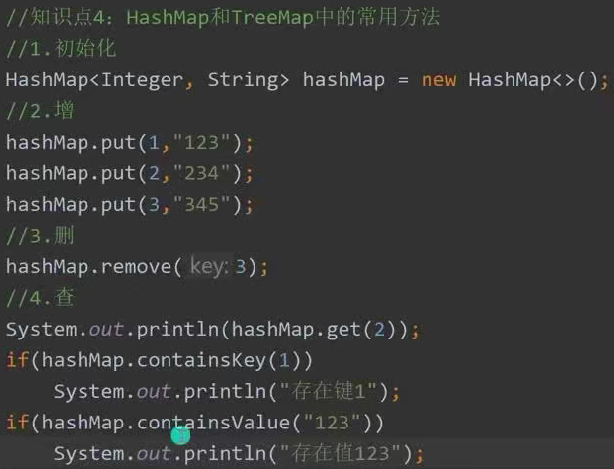 //知识点4：HashMap和TreeMap中的常用方法
//1.初始化
HashMap<Integer, String> hashMap = new HashMap<>();
//2.增
hashMap.put(1,"123");
hashMap.put(2,"234");
hashMap.put(3,"345");
//3.删
hashMap.remove( key: 3);
//4.查
System.out.println(hashMap.get(2));
if(hashMap.containsKey(1))
    System.out.println("存在键1");
if(hashMap.containsValue("123"))
    System.out.println("存在值123");